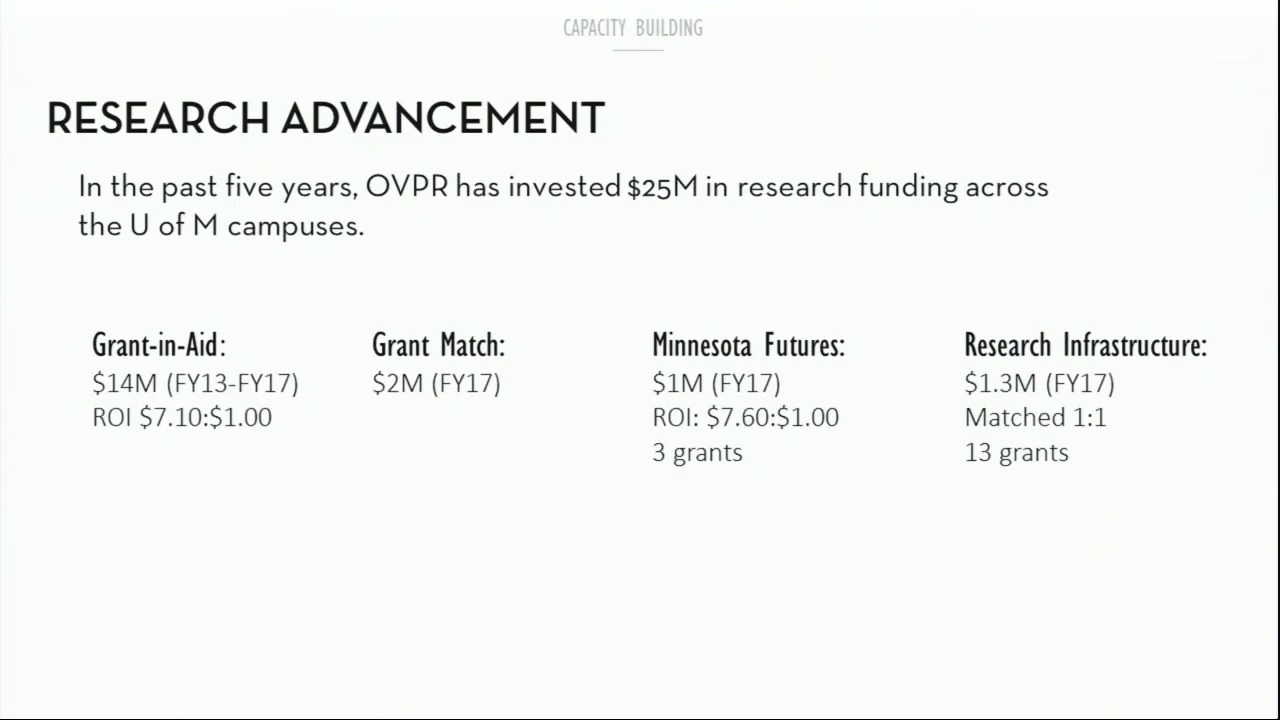 CAPACITY BUILDING
RESEARCH ADVANCEMENT
In the past five years, OVPR has invested $25M in research funding across
the U of M campuses.
Grant-in-Aid:
$14M (FY13-FY17)
ROI $7.10:$1.00
Grant Match:
$2M (FY17)
Minnesota Futures:
$1M (FY17)
ROI: $7.60:$1.00
3 grants
Research Infrastructure:
$1.3M (FY17)
Matched 1:1
13 grants